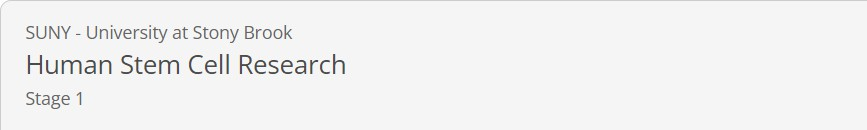 SUNY - University at Stony Brook
Human Stem Cell Research
Stage 1